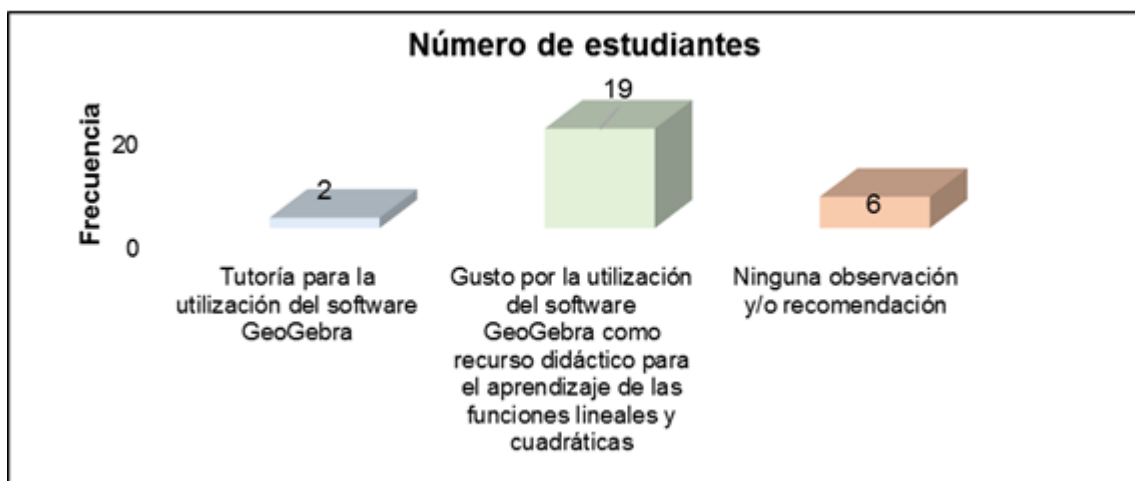 Número de estudiantes
Frecuencia
20
0
2
19
6
Tutoría para la
utilización del software
GeoGebra
Gusto por la utilización
del software
GeoGebra como
recurso didáctico para
el aprendizaje de las
funciones lineales y
cuadráticas
Ninguna observación
y/o recomendación